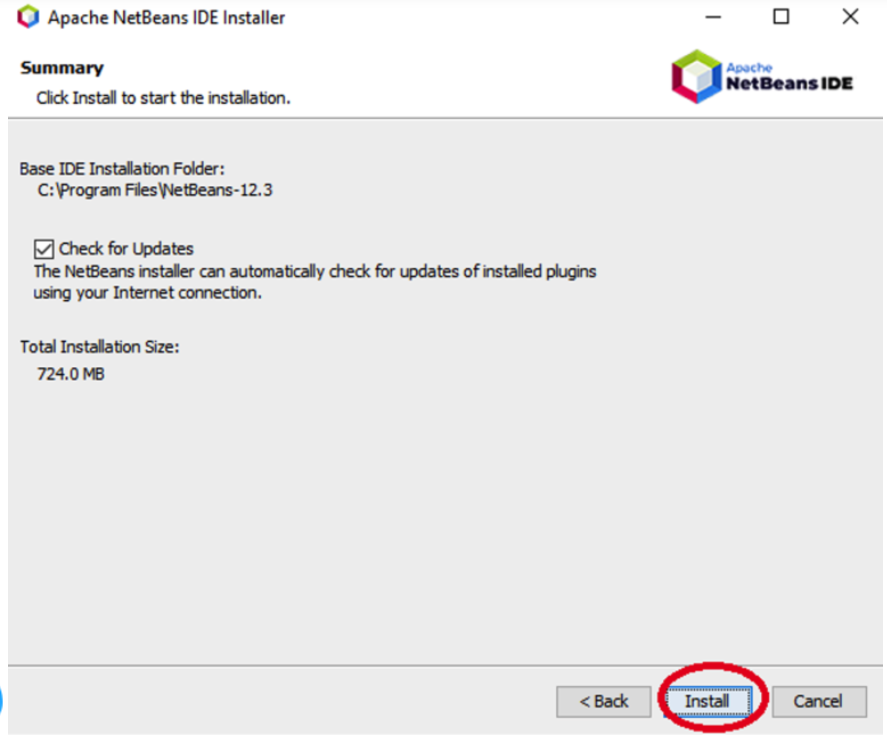 Apache NetBeans IDE Installer
Summary
Click Install to start the installation.
Apache
NetBeans IDE
Base IDE Installation Folder:
C:\Program Files\NetBeans-12.3
Check for Updates
The NetBeans installer can automatically check for updates of installed plugins
using your Internet connection.
Total Installation Size:
724.0 MB
< Back Install Cancel